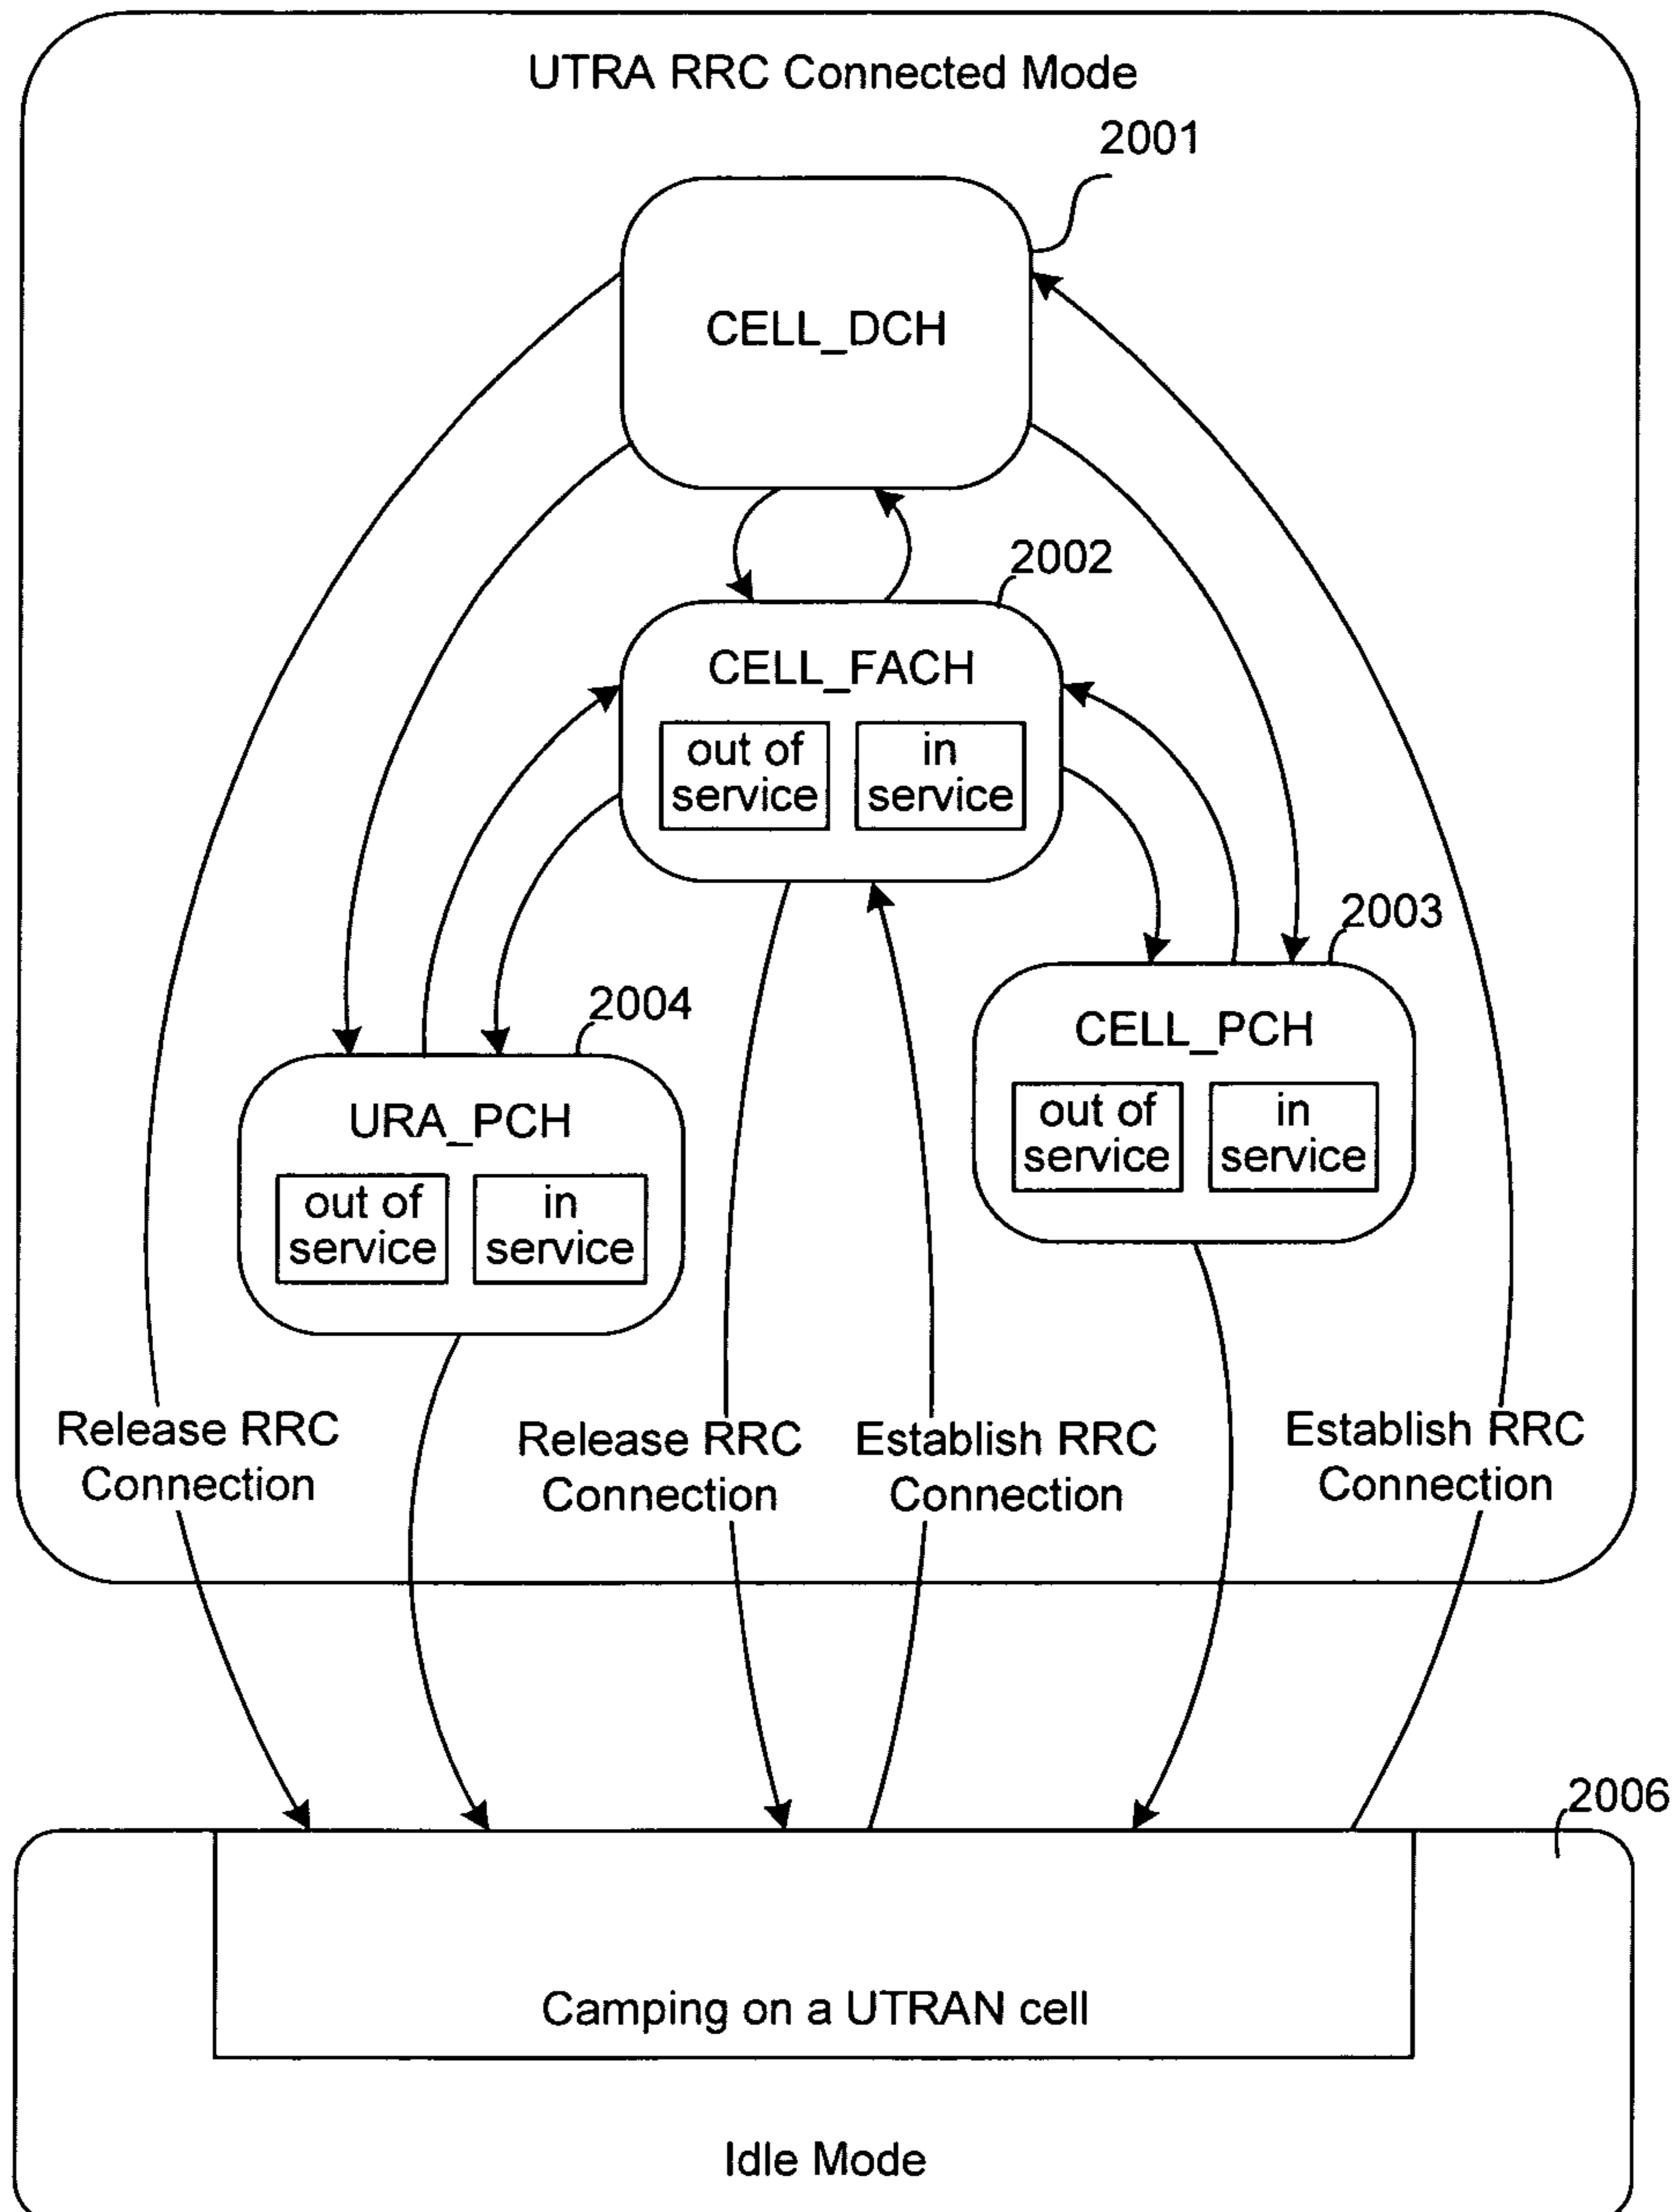 UTRA RRC Connected Mode
2001
CELL_DCH
2002
CELL_FACH
out of
service
in
service
2003
CELL_PCH
out of
service
in
service
2004
URA_PCH
out of
service
in
service
Release RRC
Connection
Release RRC
Connection
Establish RRC
Connection
Establish RRC
Connection
2006
Camping on a UTRAN cell
Idle Mode